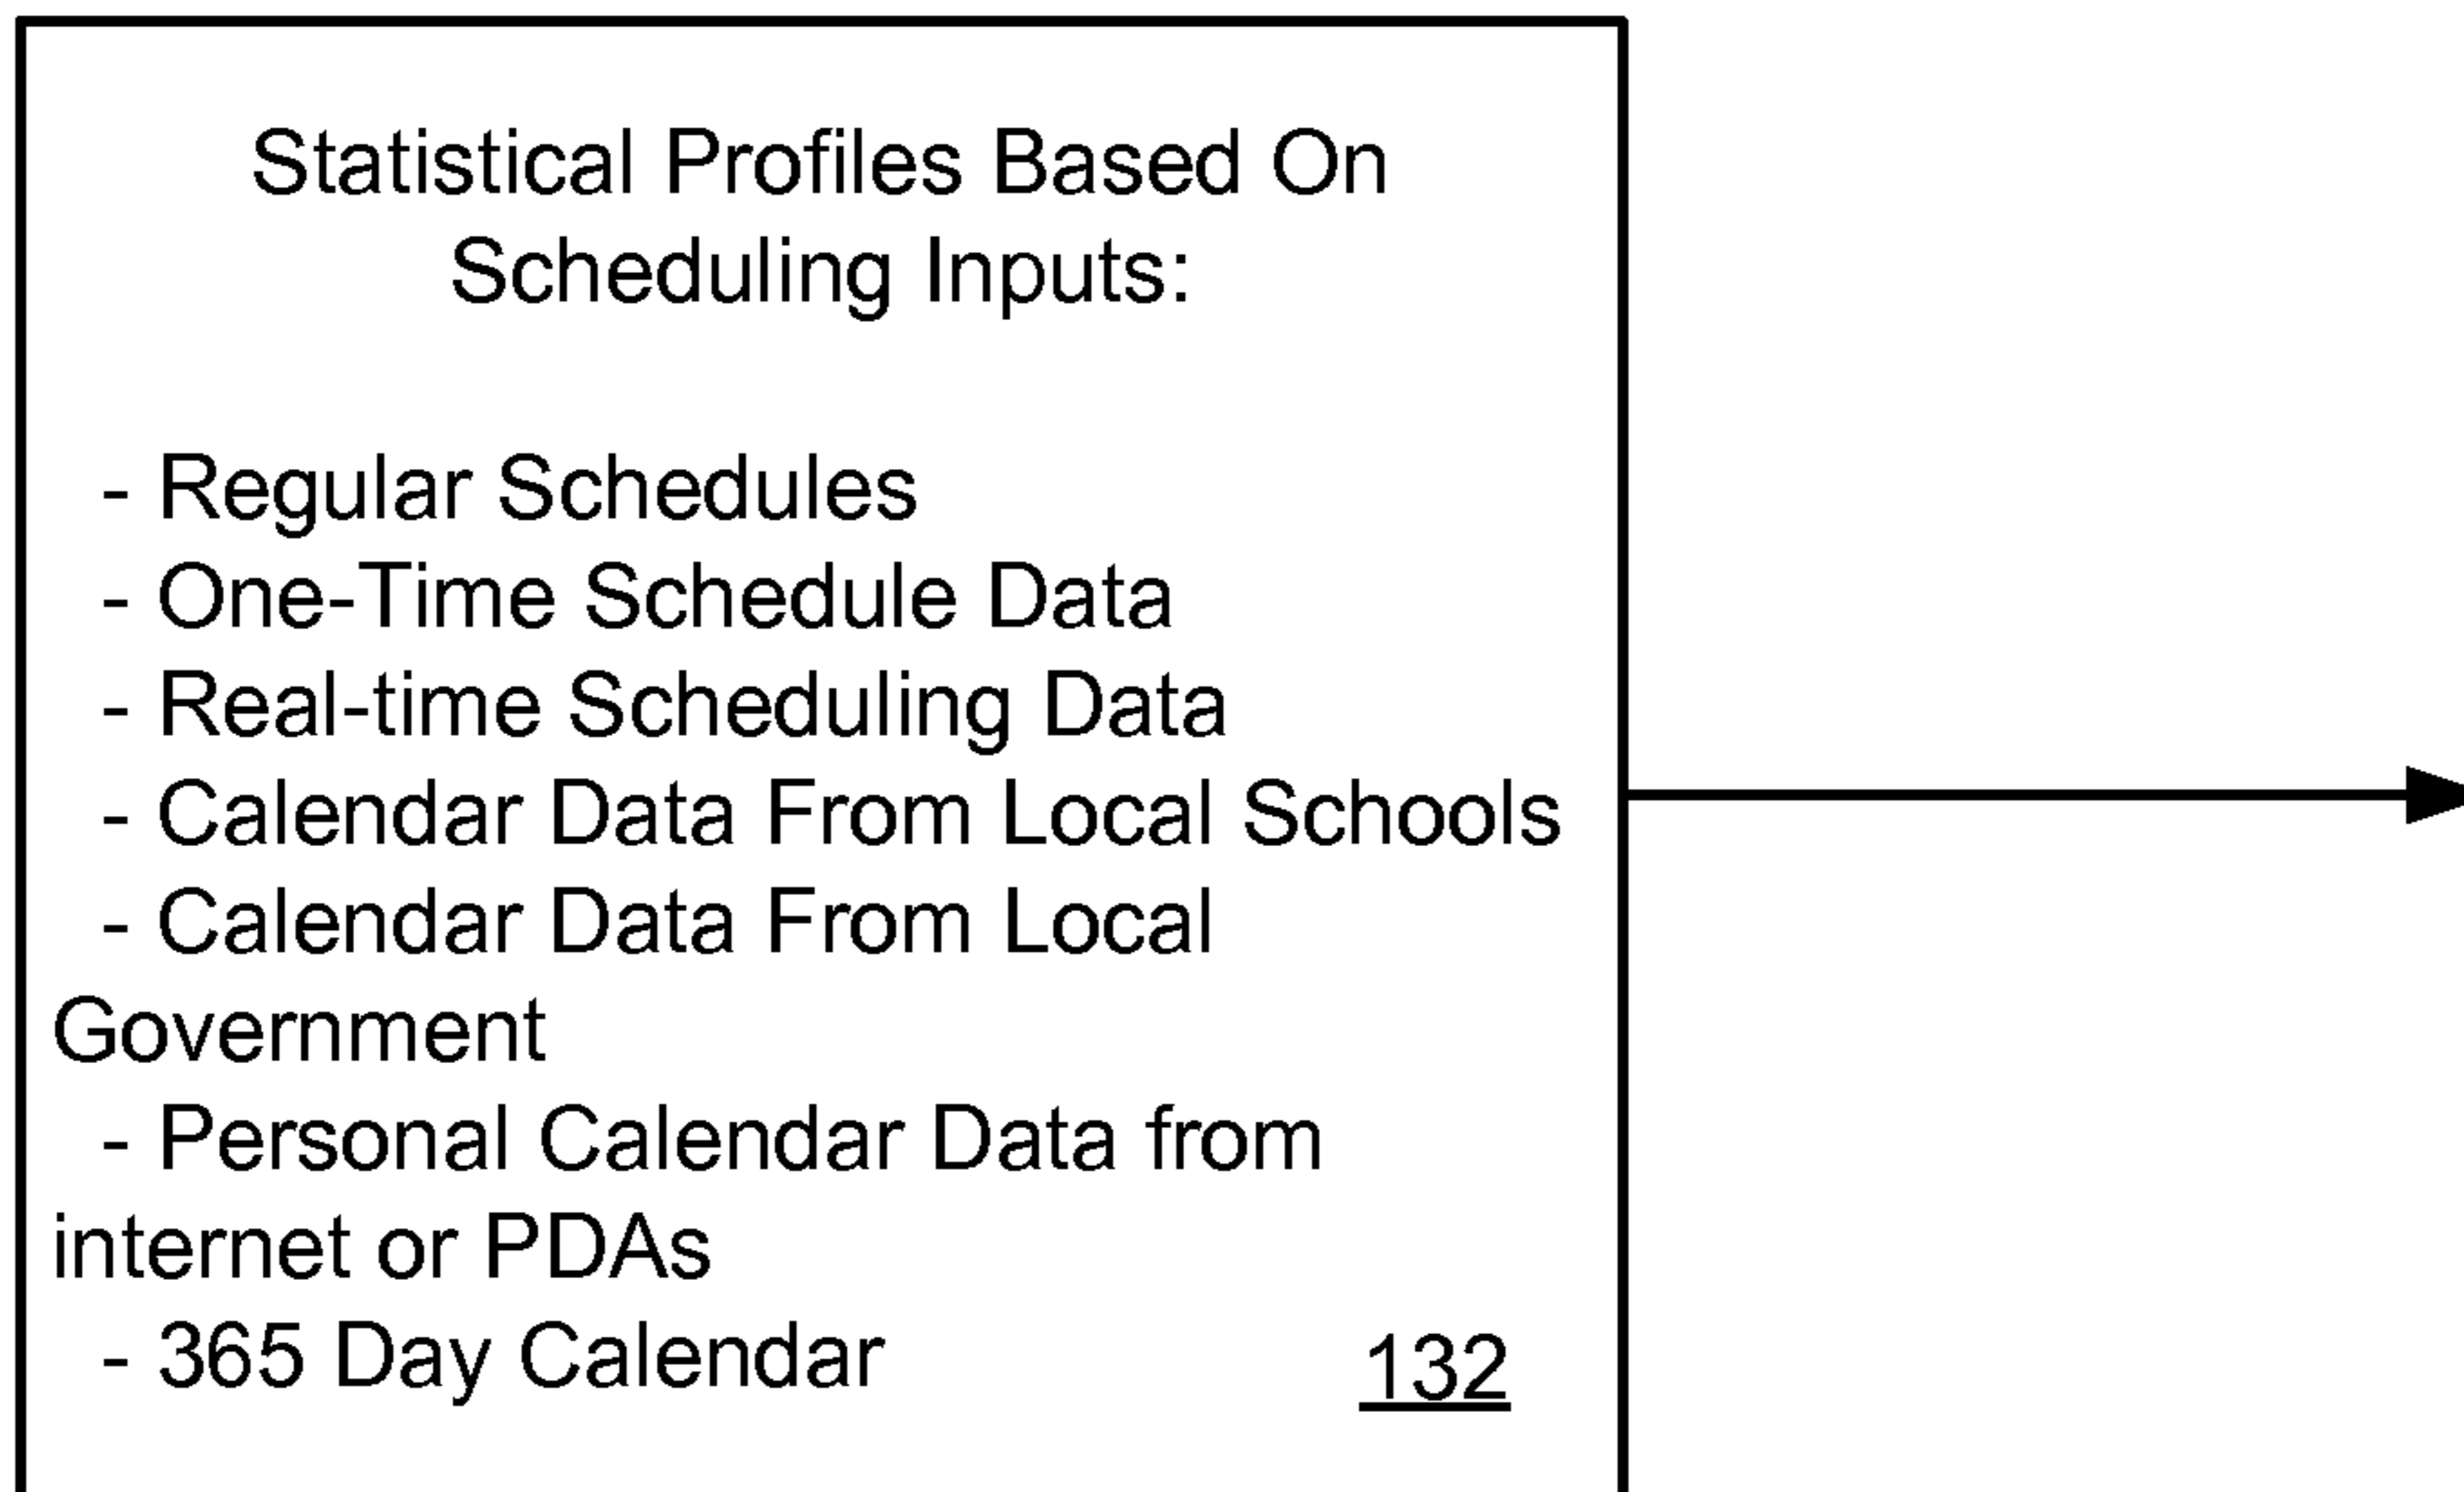 Statistical Profiles Based On
Scheduling Inputs:
- Regular Schedules
- One-Time Schedule Data
- Real-time Scheduling Data
- Calendar Data From Local Schools
- Calendar Data From Local
Government
- Personal Calendar Data from
internet or PDAs
- 365 Day Calendar 132